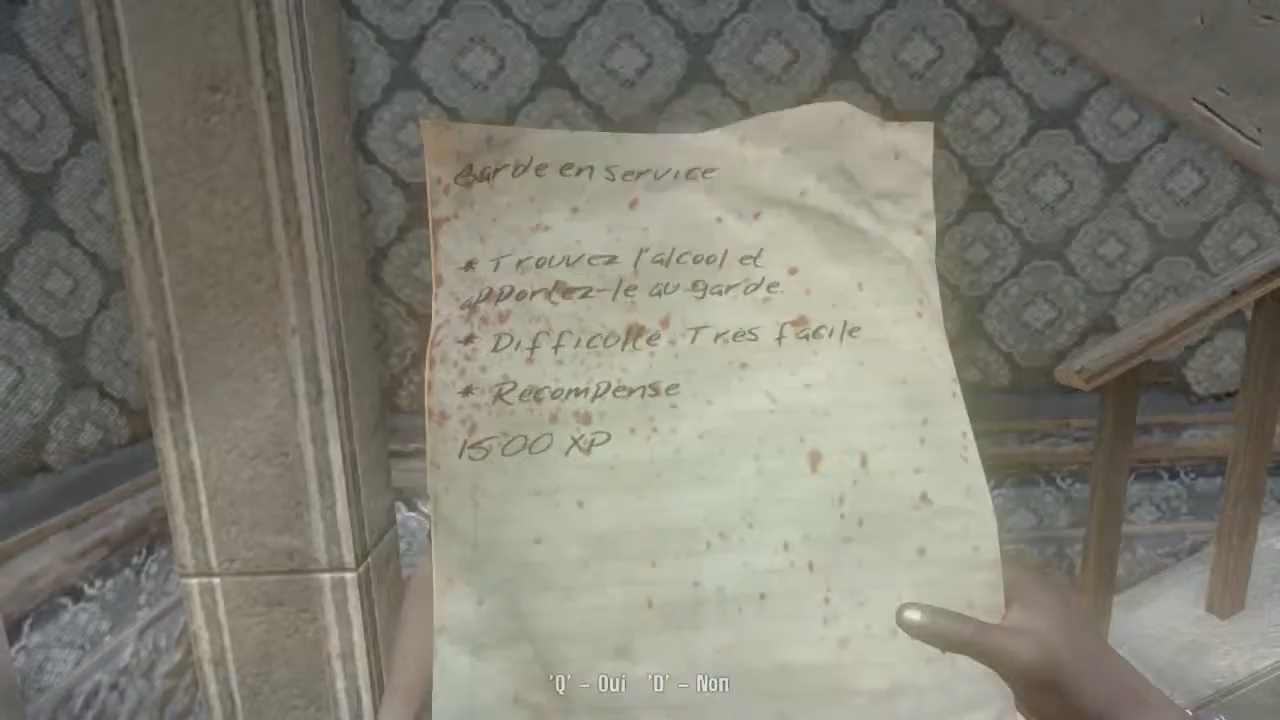 Garde en service
* Trouvez l'alcool et
apportez-le au garde.
* Difficulté Très facile
* Recompense
1500 XP
'Q' – Oui 'D' – Non